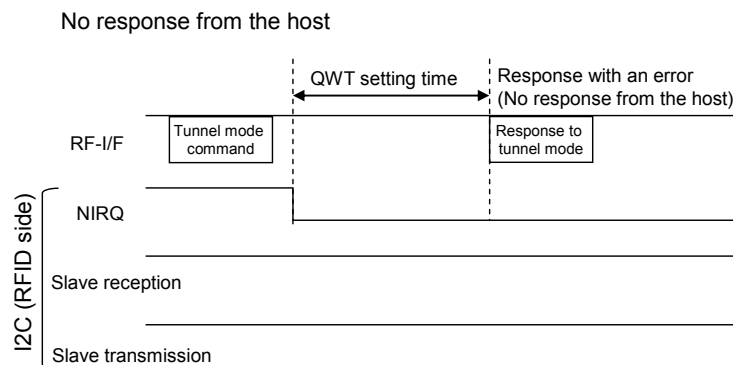 No response from the host
QWT setting time
Response with an error
(No response from the host)
RF-I/F
Tunnel mode
command
Response to
tunnel mode
NIRQ
I2C (RFID side)
Slave reception
Slave transmission